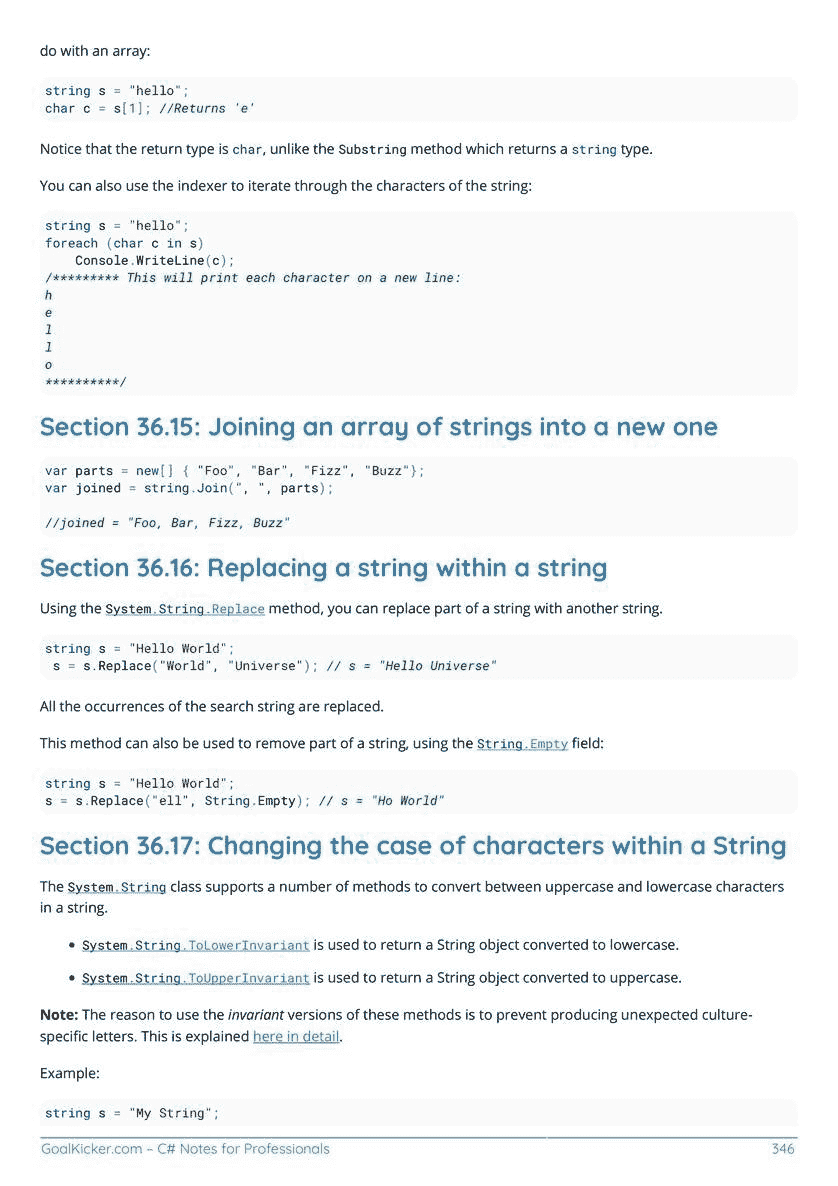 do with an array:
string s = "hello";
char c = s[1]; //Returns 'e'
Notice that the return type is char, unlike the Substring method which returns a string type.
You can also use the indexer to iterate through the characters of the string:
string s = "hello";
foreach (char c in s)
    Console.WriteLine(c);
/********* This will print each character on a new line:
h
e
l
l
o
**********/
Section 36.15: Joining an array of strings into a new one
var parts = new[] { "Foo", "Bar", "Fizz", "Buzz"};
var joined = string.Join(", ", parts);
//joined = "Foo, Bar, Fizz, Buzz"
Section 36.16: Replacing a string within a string
Using the System.String.Replace method, you can replace part of a string with another string.
string s = "Hello World";
 s = s.Replace("World", "Universe"); // s = "Hello Universe"
All the occurrences of the search string are replaced.
This method can also be used to remove part of a string, using the String.Empty field:
string s = "Hello World";
s = s.Replace("ell", String.Empty); // s = "Ho World"
Section 36.17: Changing the case of characters within a String
The System.String class supports a number of methods to convert between uppercase and lowercase characters
in a string.
• System.String.ToLowerInvariant is used to return a String object converted to lowercase.
• System.String.ToUpperInvariant is used to return a String object converted to uppercase.
Note: The reason to use the invariant versions of these methods is to prevent producing unexpected culture-
specific letters. This is explained here in detail.
Example:
string s = "My String";
GoalKicker.com – C# Notes for Professionals 346